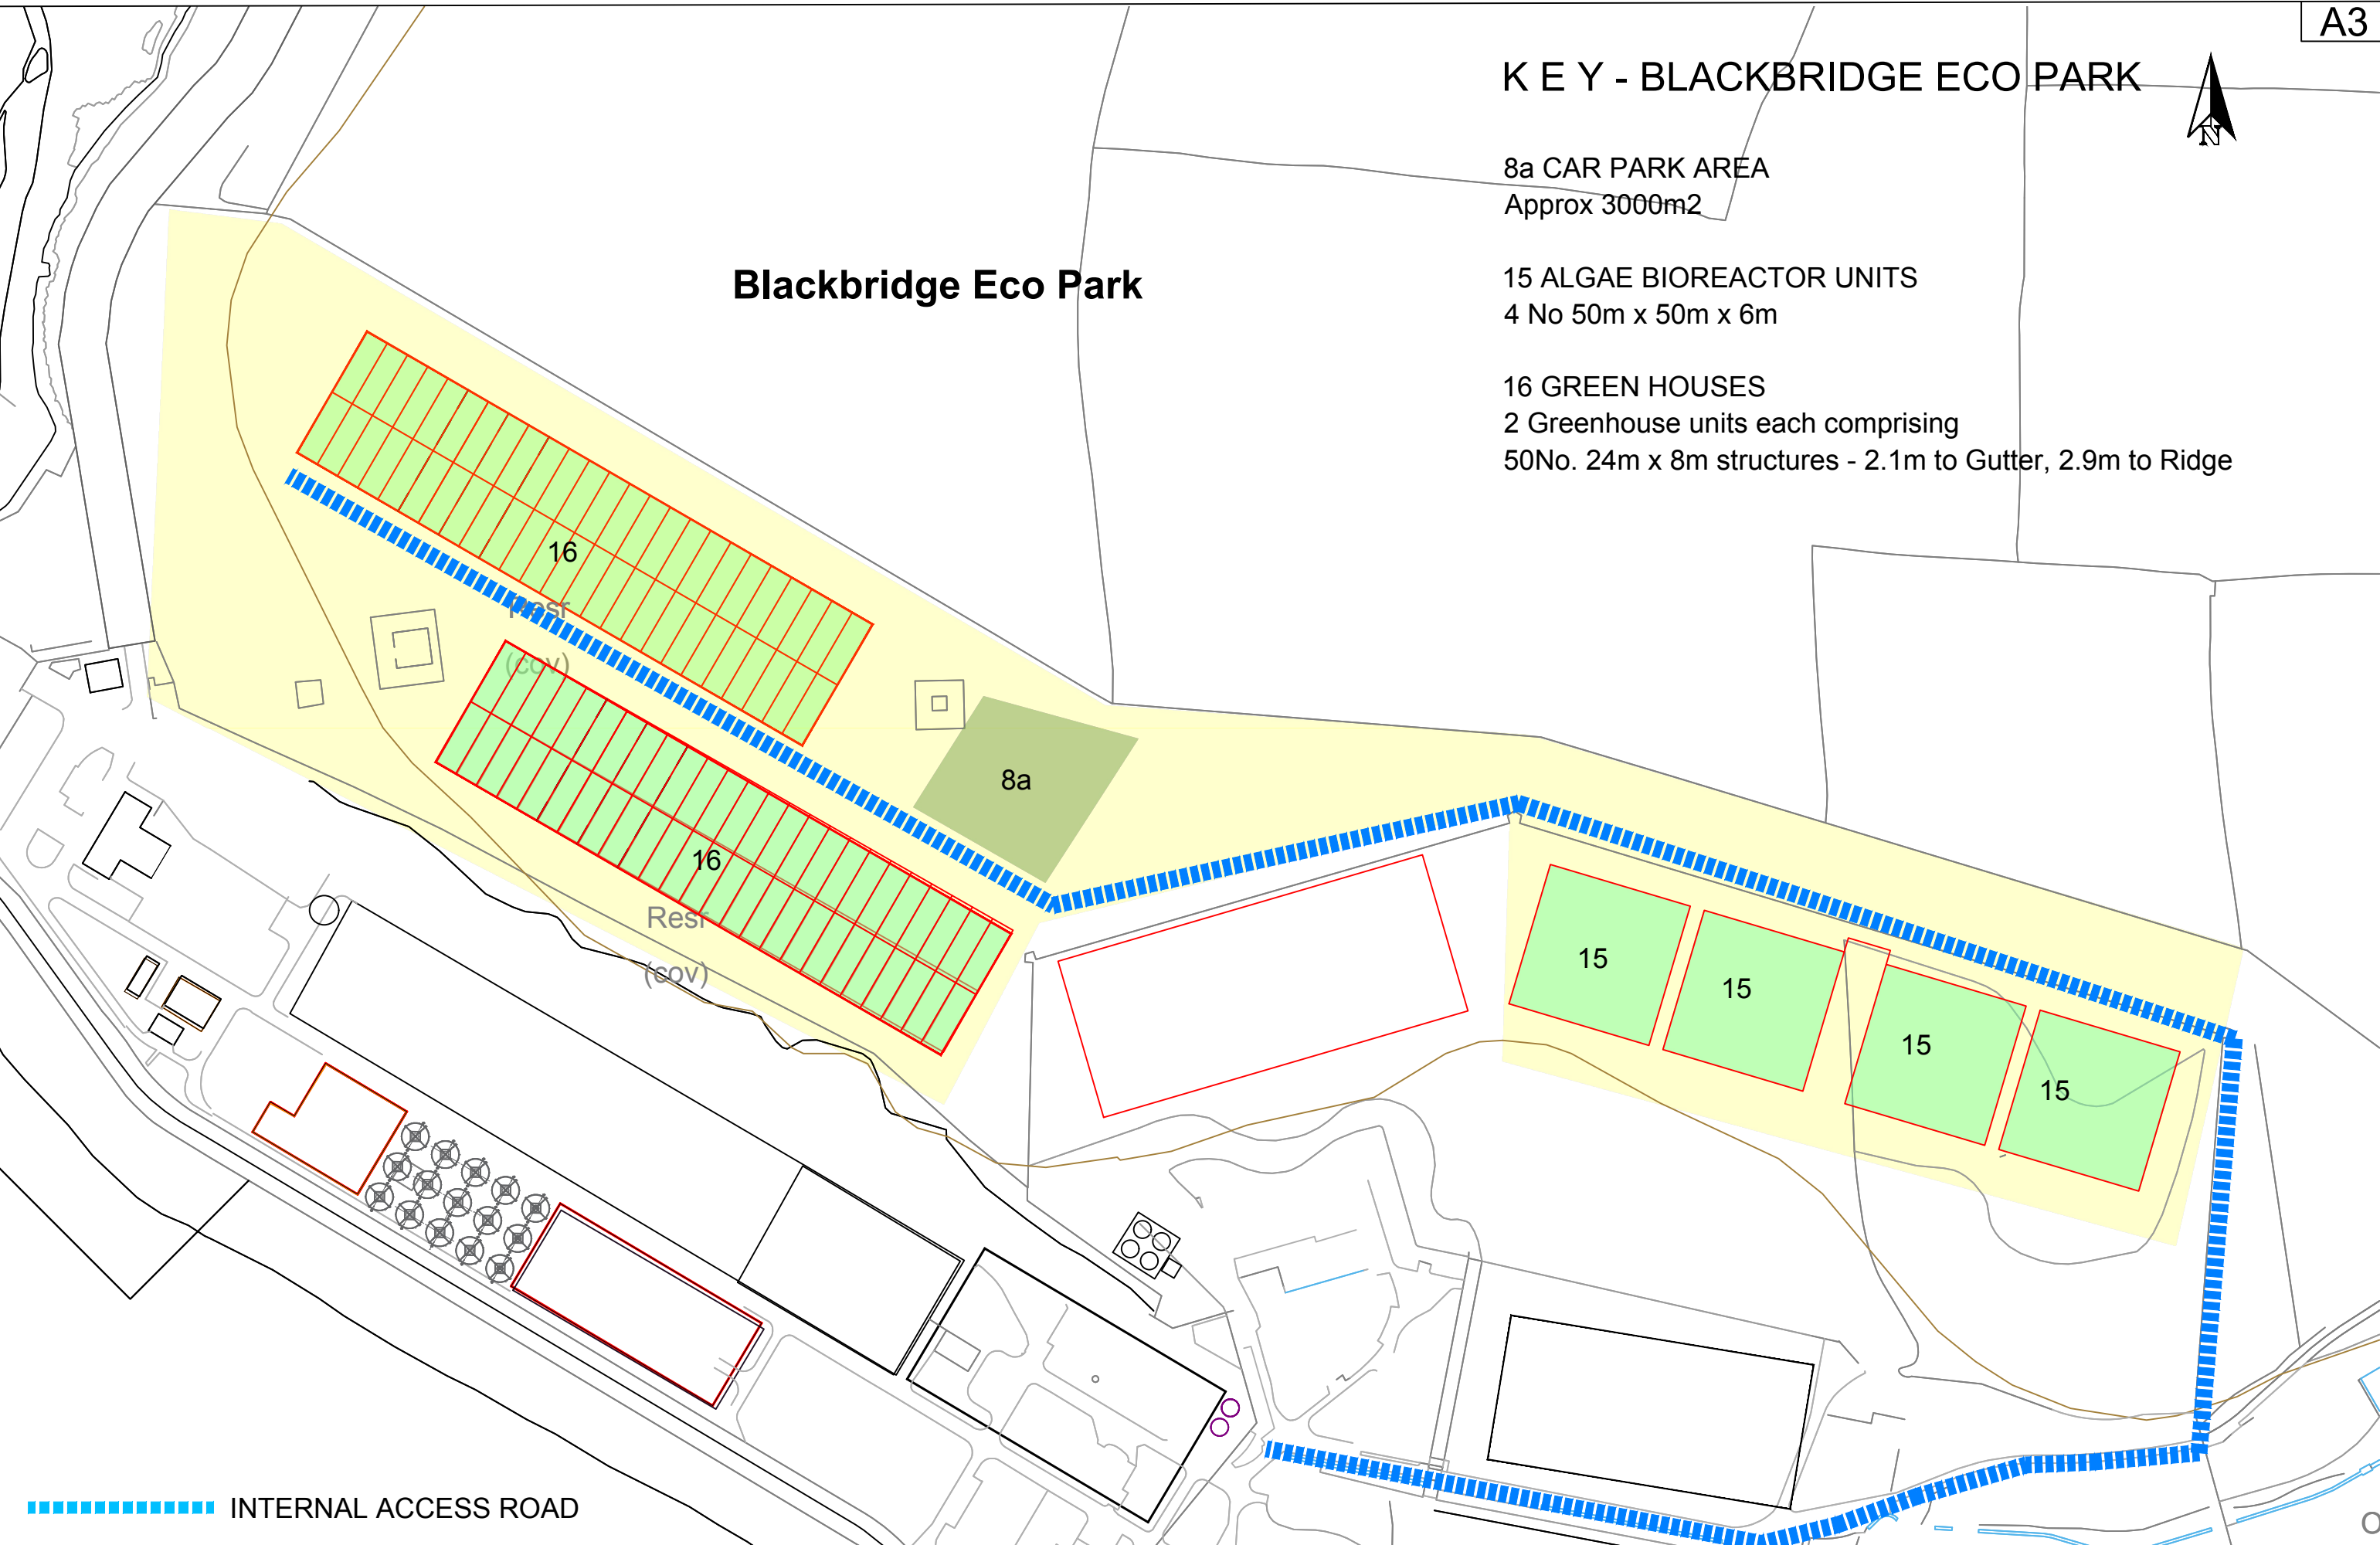 A3
K E Y - BLACKBRIDGE ECO PARK
N
8a CAR PARK AREA
Approx 3000m2
15 ALGAE BIOREACTOR UNITS
4 No 50m x 50m x 6m
16 GREEN HOUSES
2 Greenhouse units each comprising
50No. 24m x 8m structures - 2.1m to Gutter, 2.9m to Ridge
Blackbridge Eco Park
16
Resr
(cov)
8a
16
Resr
(cov)
15
15
15
15
INTERNAL ACCESS ROAD